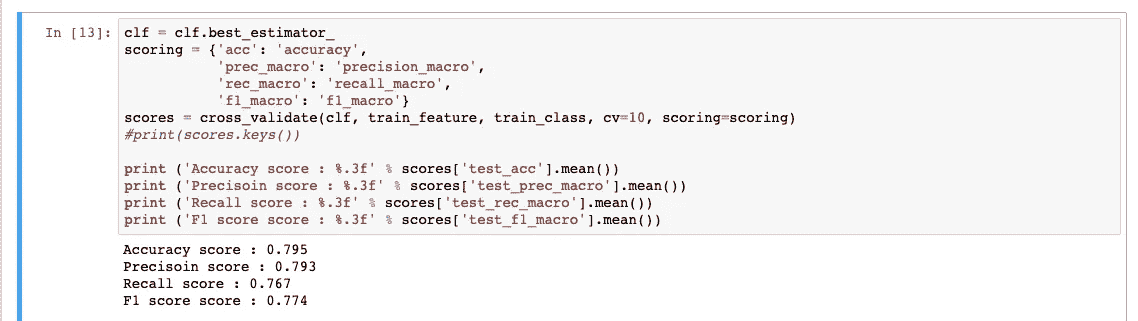 In [13]: clf = clf.best_estimator_
scoring = {'acc': 'accuracy',
'prec_macro': 'precision_macro',
'rec_macro': 'recall_macro',
'f1_macro': 'f1_macro'}
scores = cross_validate(clf, train_feature, train_class, cv=10, scoring=scoring)
#print(scores.keys())
print ('Accuracy score : %.3f' % scores['test_acc'].mean())
print ('Precisoin score : %.3f' % scores['test_prec_macro'].mean())
print ('Recall score : %.3f' % scores['test_rec_macro'].mean())
print ('F1 score score : %.3f' % scores['test_f1_macro'].mean())
Accuracy score : 0.795
Precisoin score : 0.793
Recall score : 0.767
F1 score score : 0.774